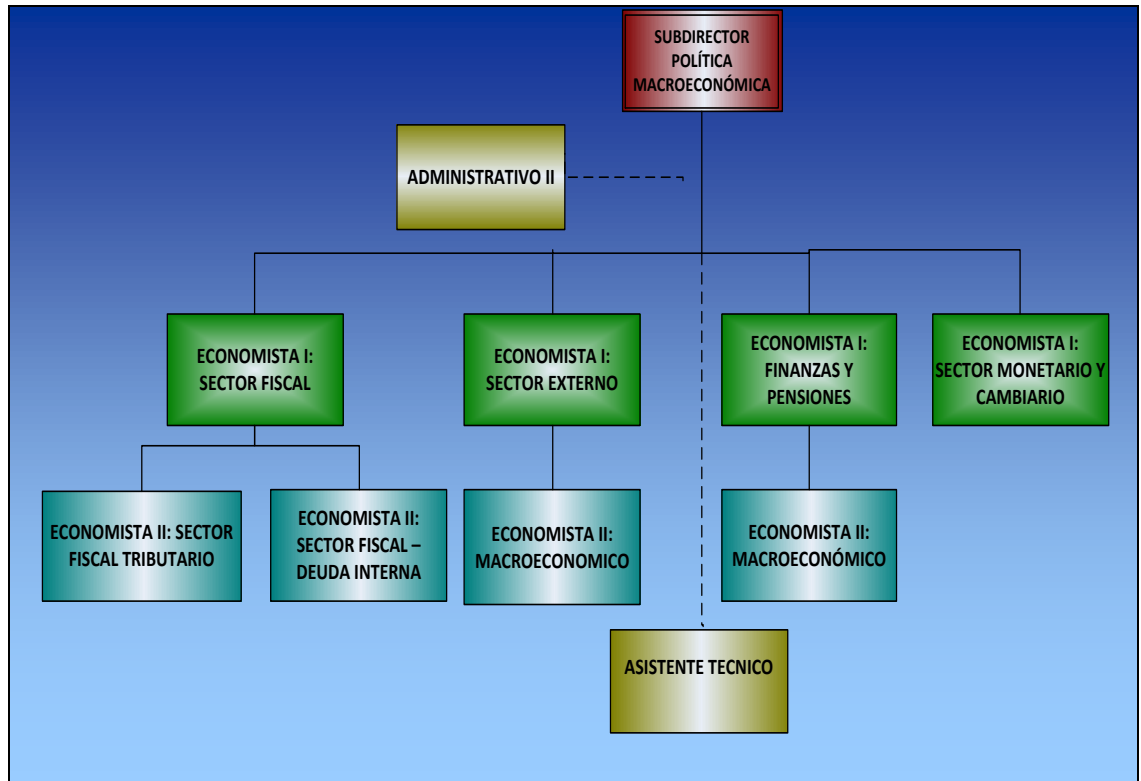 SUBDIRECTOR
POLÍTICA
MACROECONÓMICA
ADMINISTRATIVO II
ECONOMISTA I:
SECTOR FISCAL
ECONOMISTA I:
SECTOR EXTERNO
ECONOMISTA I:
FINANZAS Y
PENSIONES
ECONOMISTA I:
SECTOR MONETARIO Y
CAMBIARIO
ECONOMISTA II: SECTOR
FISCAL TRIBUTARIO
ECONOMISTA II:
SECTOR FISCAL –
DEUDA INTERNA
ECONOMISTA II:
MACROECONOMICO
ECONOMISTA II:
MACROECONÓMICO
ASISTENTE TECNICO